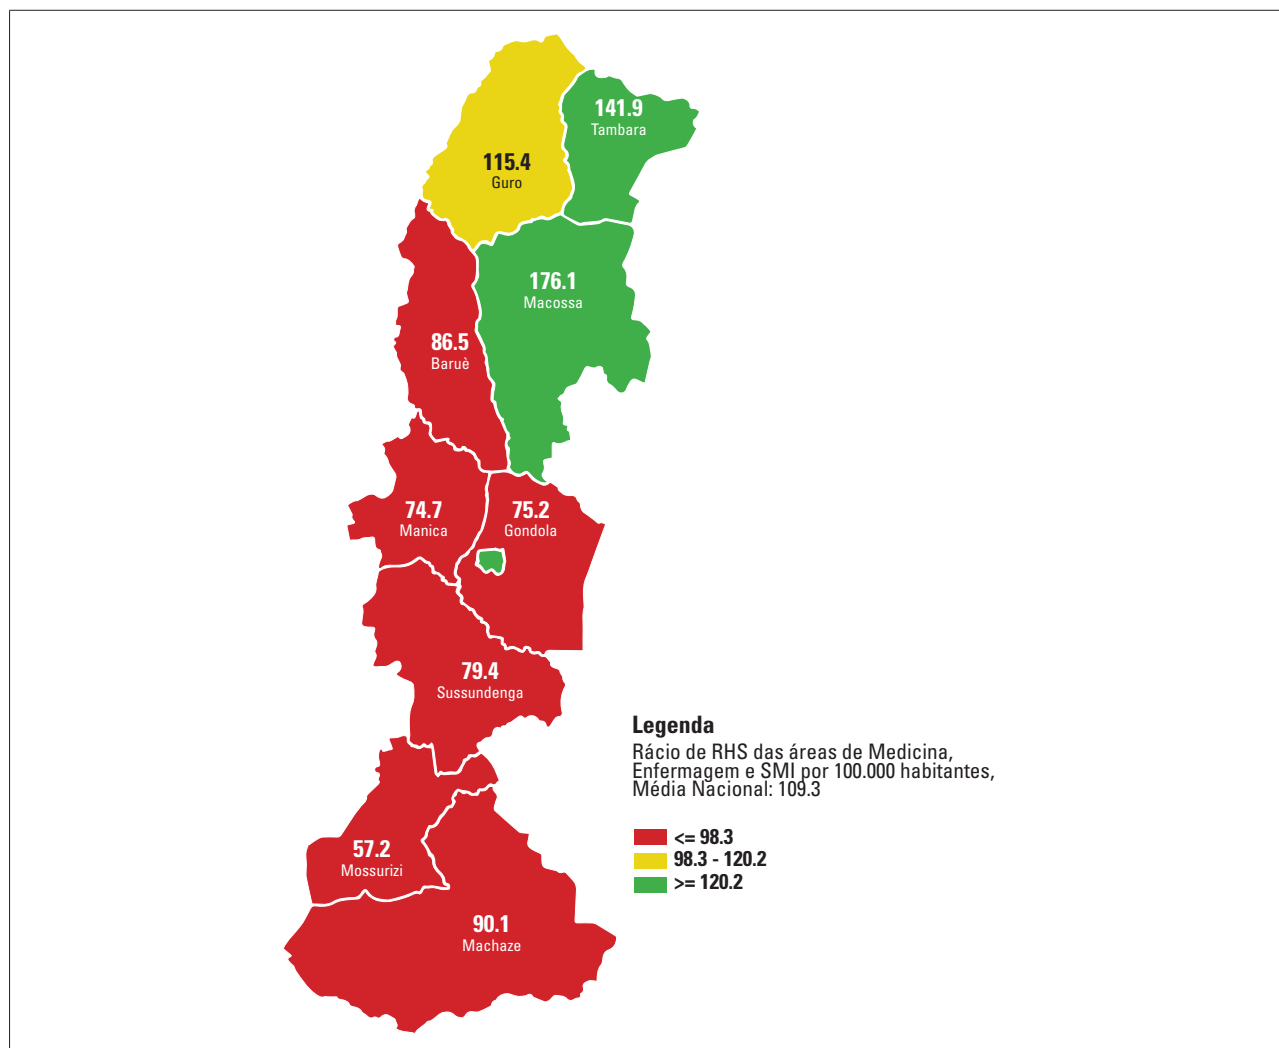 141.9
Tambara
115.4
Guro
176.1
Macossa
86.5
Baruè
74.7
Manica
75.2
Gondola
79.4
Sussundenga
57.2
Mossurizi
90.1
Machaze
Legenda
Rácio de RHS das áreas de Medicina,
Enfermagem e SMI por 100.000 habitantes,
Média Nacional: 109.3
<= 98.3
98.3 - 120.2
>= 120.2